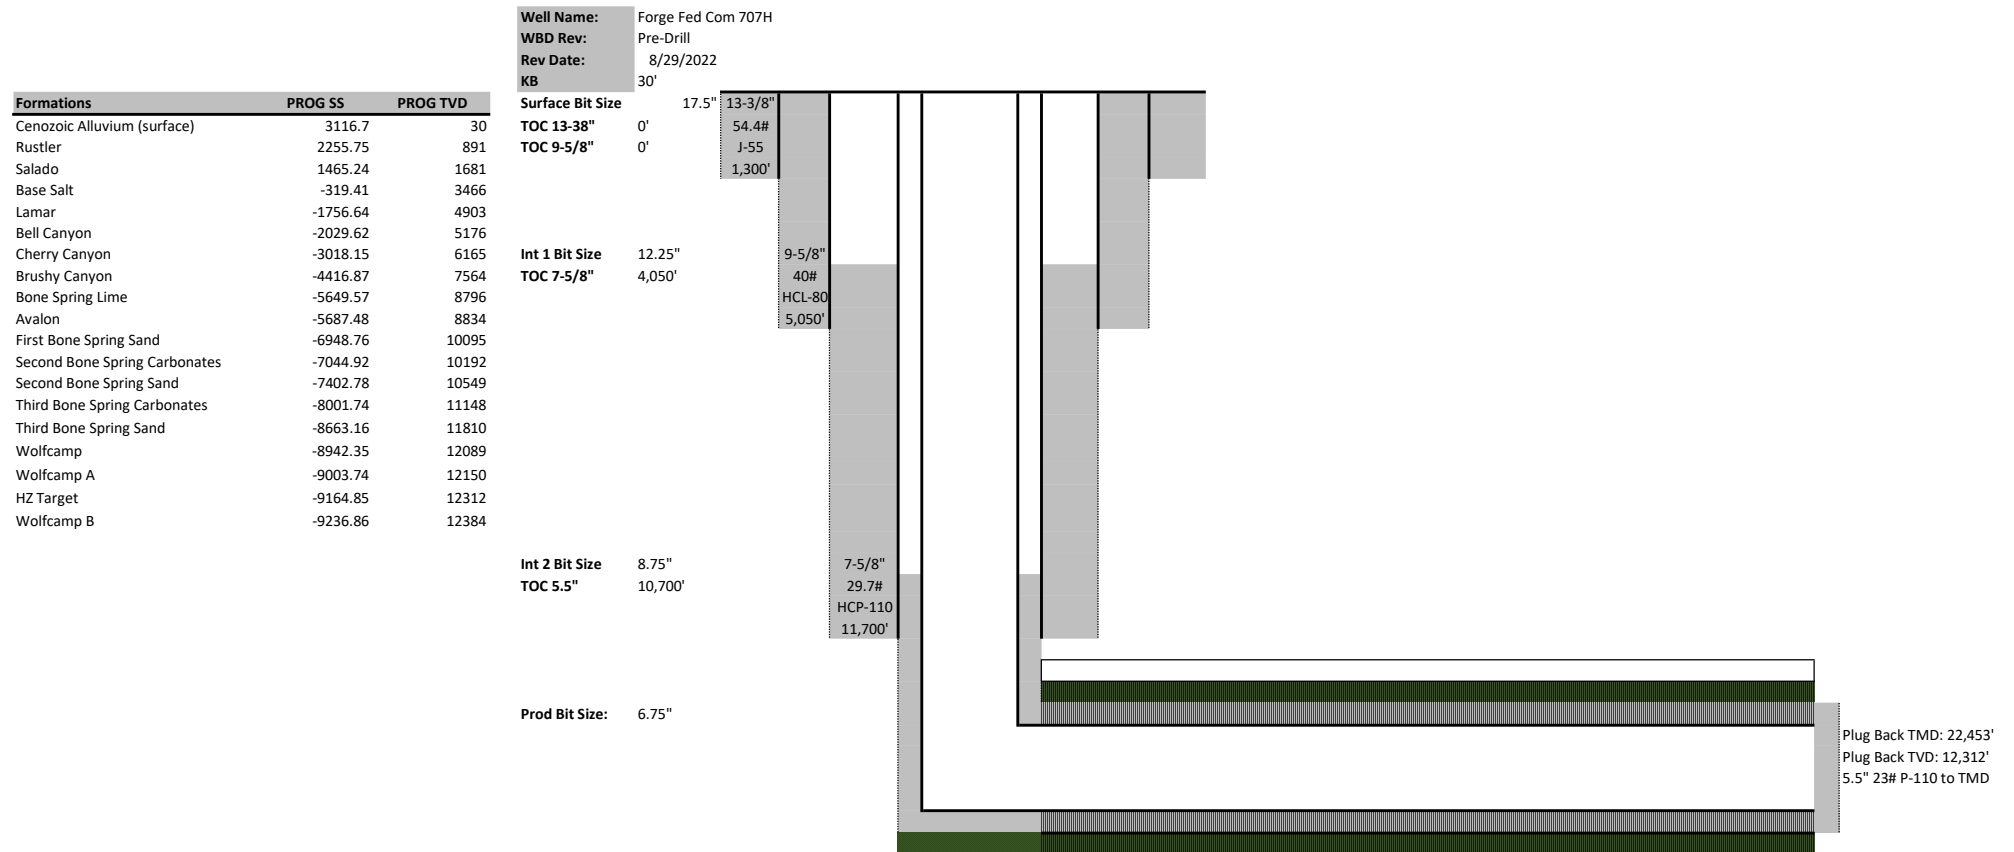 Well Name: Forge Fed Com 707H
WBD Rev: Pre-Drill
Rev Date: 8/29/2022
KB 30'
Formations PROG SS PROG TVD
Cenozoic Alluvium (surface) 3116.7 30
Rustler 2255.75 891
Salado 1465.24 1681
Base Salt -319.41 3466
Lamar -1756.64 4903
Bell Canyon -2029.62 5176
Cherry Canyon -3018.15 6165
Brushy Canyon -4416.87 7564
Bone Spring Lime -5649.57 8796
Avalon -5687.48 8834
First Bone Spring Sand -6948.76 10095
Second Bone Spring Carbonates -7044.92 10192
Second Bone Spring Sand -7402.78 10549
Third Bone Spring Carbonates -8001.74 11148
Third Bone Spring Sand -8663.16 11810
Wolfcamp -8942.35 12089
Wolfcamp A -9003.74 12150
HZ Target -9164.85 12312
Wolfcamp B -9236.86 12384
Surface Bit Size 17.5"
TOC 13-38" 0'
TOC 9-5/8" 0'
13-3/8"
54.4#
J-55
1,300'
Int 1 Bit Size 12.25"
TOC 7-5/8" 4,050'
9-5/8"
40#
HCL-80
5,050'
Int 2 Bit Size 8.75"
TOC 5.5" 10,700'
7-5/8"
29.7#
HCP-110
11,700'
Prod Bit Size: 6.75"
Plug Back TMD: 22,453'
Plug Back TVD: 12,312'
5.5" 23# P-110 to TMD